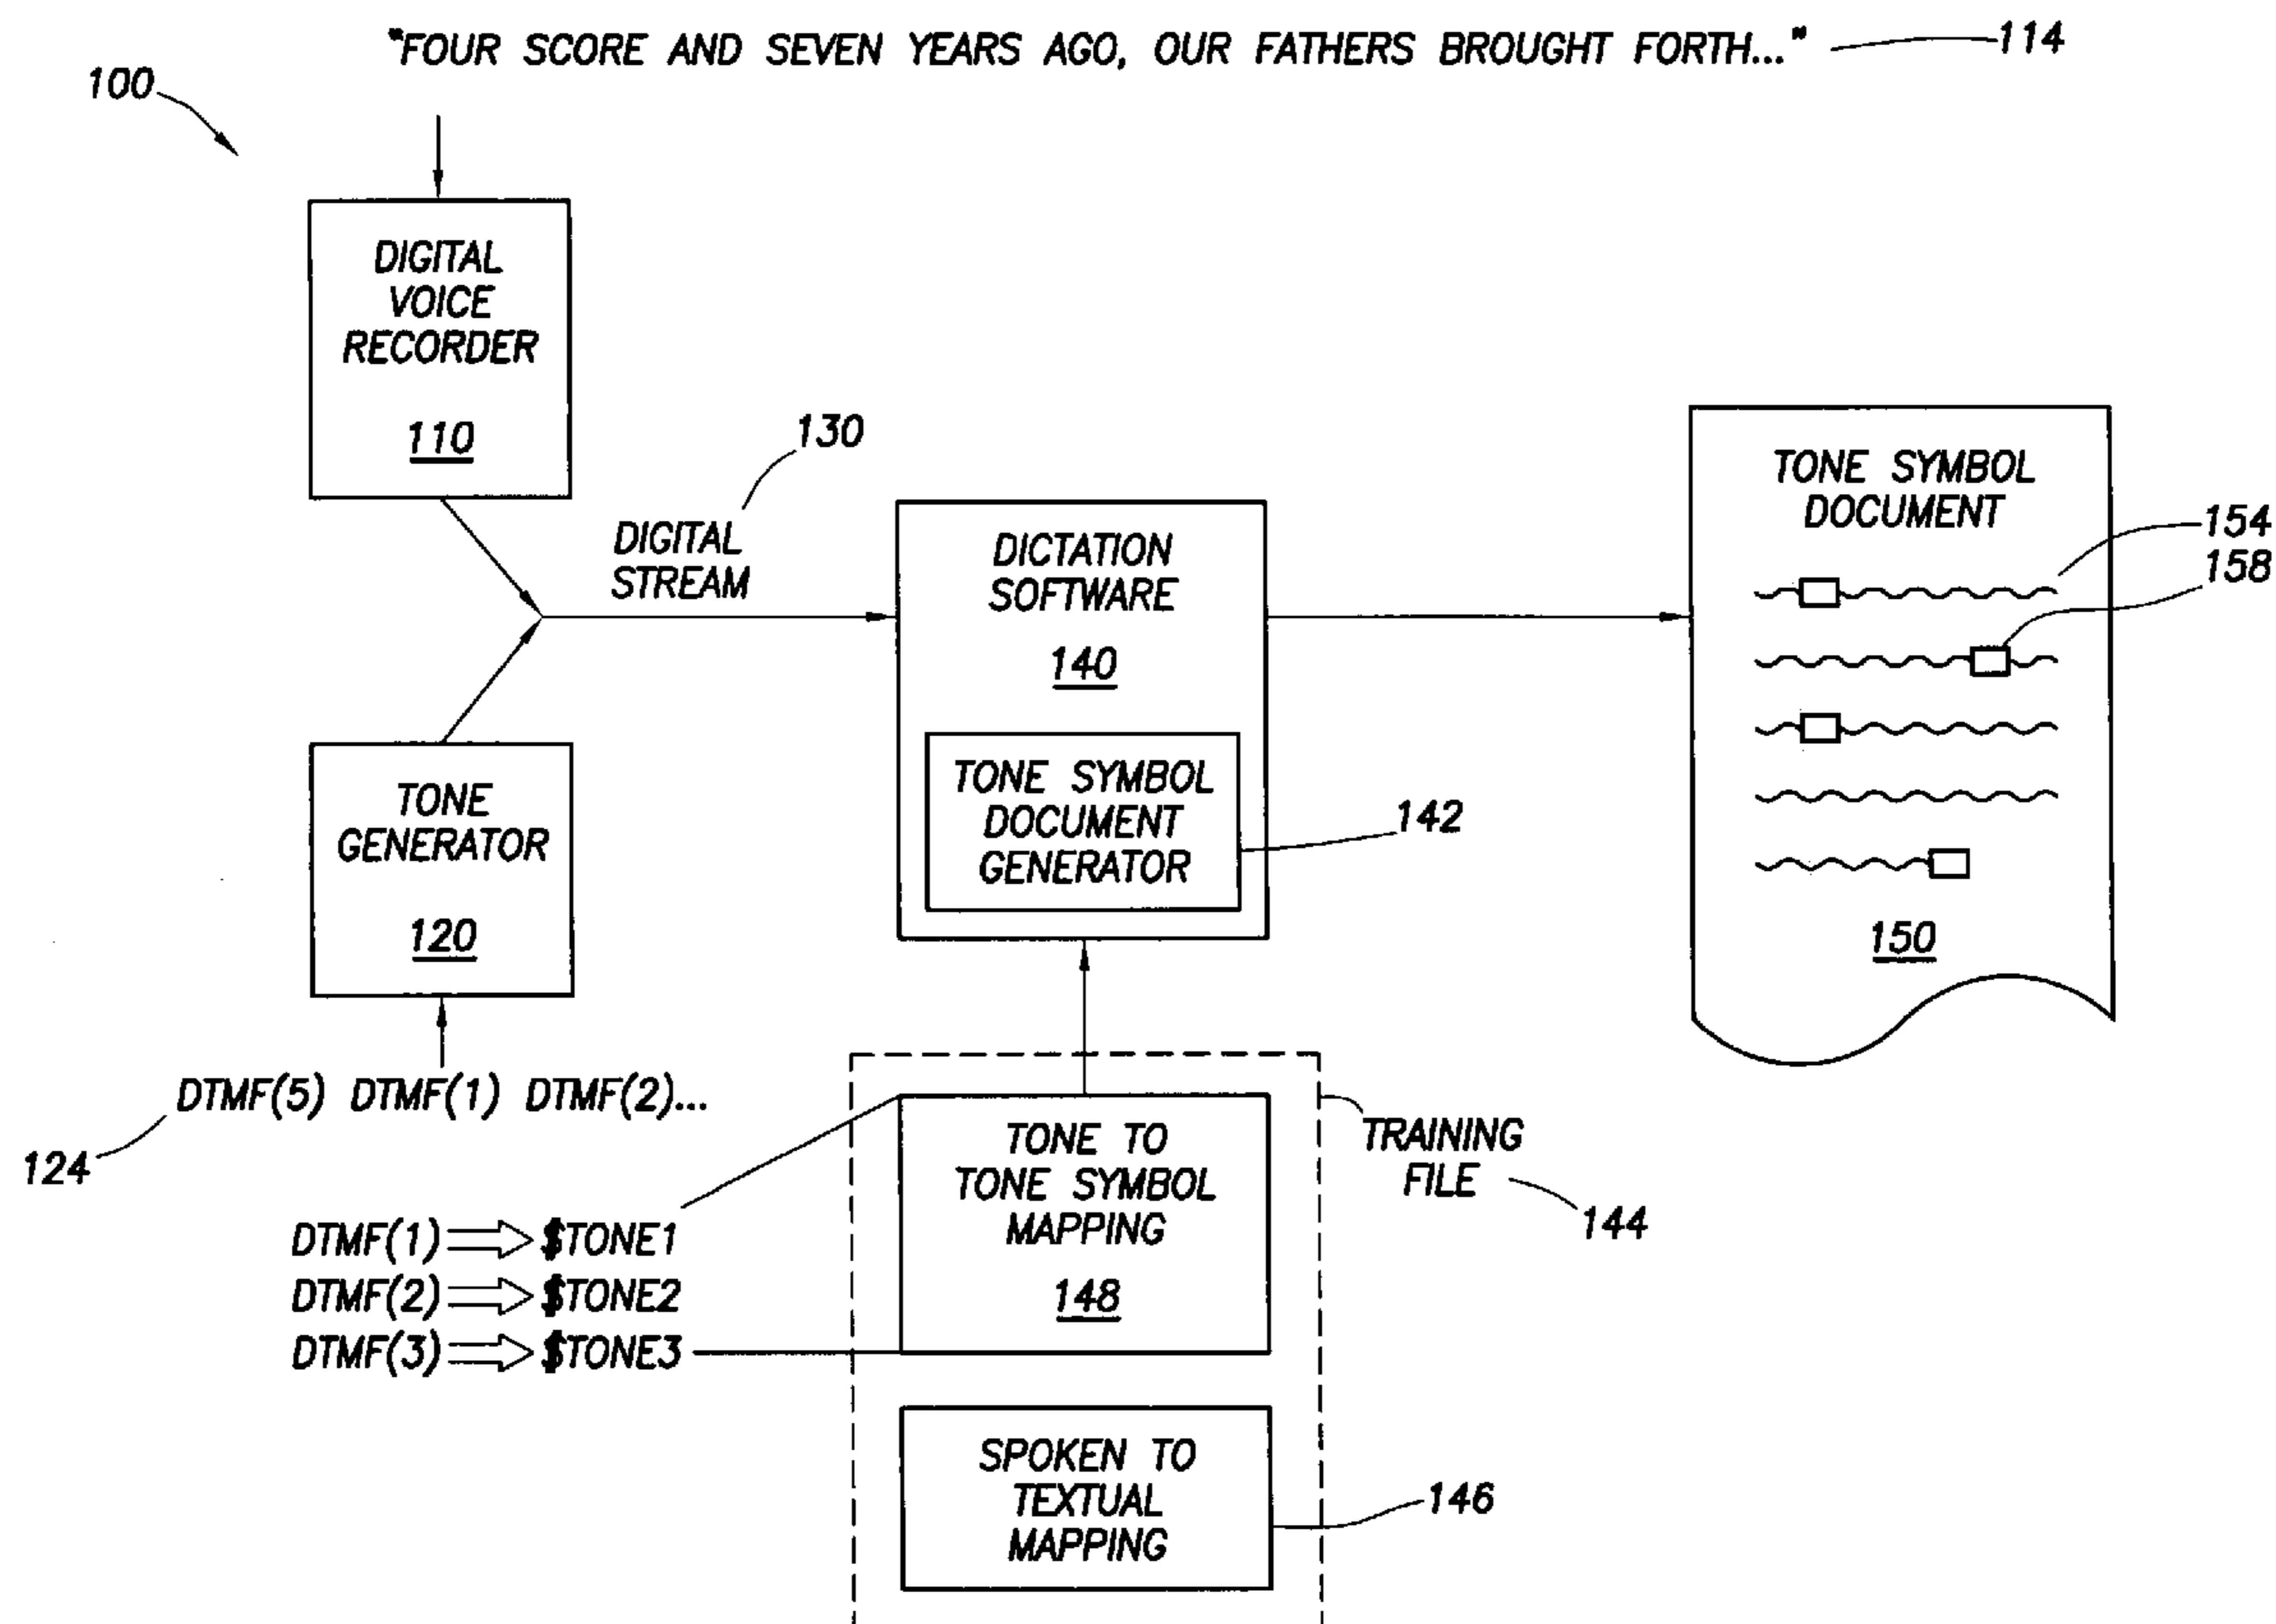 "FOUR SCORE AND SEVEN YEARS AGO, OUR FATHERS BROUGHT FORTH..."
114
100
DIGITAL
VOICE
RECORDER
110
130
DIGITAL
STREAM
TONE
GENERATOR
120
DTMF(5) DTMF(1) DTMF(2)...
124
DICTATION
SOFTWARE
140
TONE SYMBOL
DOCUMENT
GENERATOR
142
TONE SYMBOL
DOCUMENT
154
158
150
DTMF(1) ⇒ $TONE1
DTMF(2) ⇒ $TONE2
DTMF(3) ⇒ $TONE3
TONE TO
TONE SYMBOL
MAPPING
148
TRAINING
FILE
144
SPOKEN TO
TEXTUAL
MAPPING
146